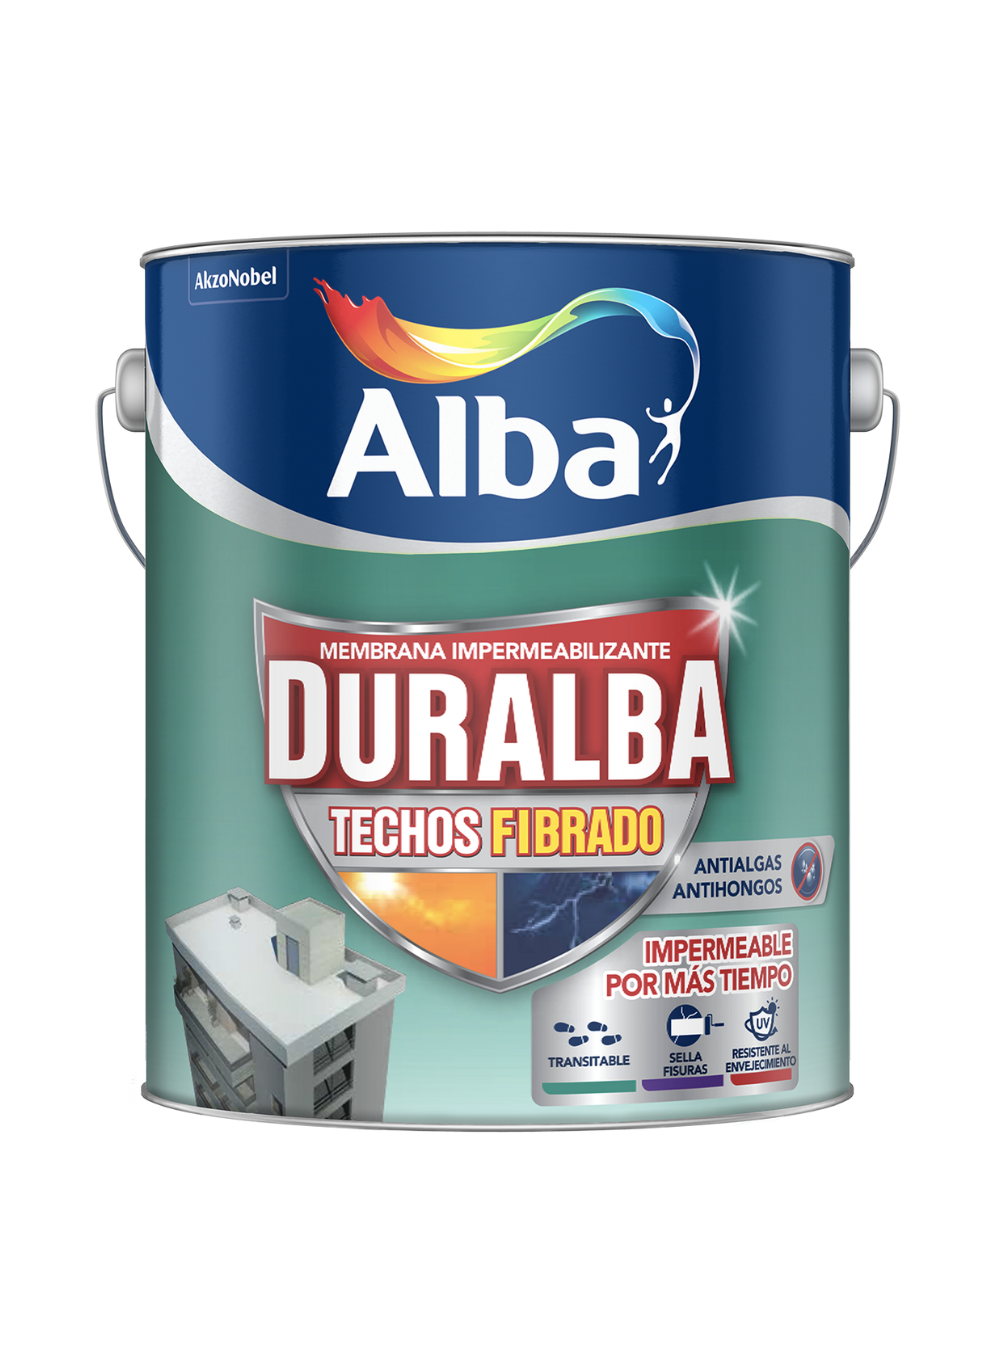 AkzoNobel
Alba
MEMBRANA IMPERMEABILIZANTE
DURALBA
TECHOS FIBRADO
ANTIALGAS
ANTIHONGOS
IMPERMEABLE
POR MÁS TIEMPO
TRANSITABLE
SELLA
FISURAS
UV
RESISTENTE AL
ENVEJECIMIENTO